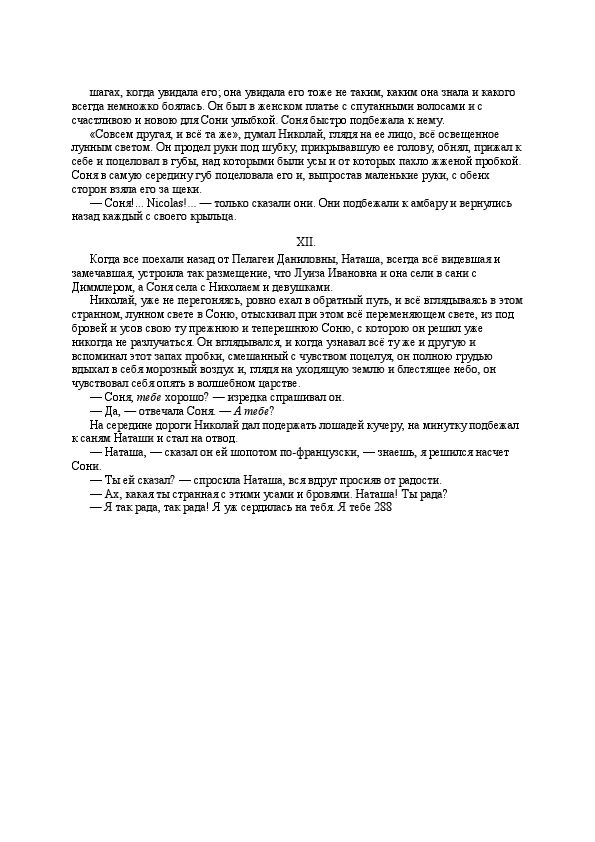 шагах, когда увидала его; она увидала его тоже не таким, каким она знала и какого
всегда немножко боялась. Он был в женском платье с спутанными волосами и с
счастливою и новою для Сони улыбкой. Соня быстро подбежала к нему.
«Совсем другая, и всё та же», думал Николай, глядя на ее лицо, всё освещенное
лунным светом. Он продел руки под шубку, прикрывавшую ее голову, обнял, прижал к
себе и поцеловал в губы, над которыми были усы и от которых пахло жженой пробкой.
Соня в самую середину губ поцеловала его и, выпростав маленькие руки, с обеих
сторон взяла его за щеки.
— Соня!... Nicolas!... — только сказали они. Они подбежали к амбару и вернулись
назад каждый с своего крыльца.
XII.
Когда все поехали назад от Пелагеи Даниловны, Наташа, всегда всё видевшая и
замечавшая, устроила так размещение, что Луиза Ивановна и она сели в сани с
Диммлером, а Соня села с Николаем и девушками.
Николай, уже не перегоняясь, ровно ехал в обратный путь, и всё вглядываясь в этом
странном, лунном свете в Соню, отыскивал при этом всё переменяющем свете, из под
бровей и усов свою ту прежнюю и теперешнюю Соню, с которою он решил уже
никогда не разлучаться. Он вглядывался, и когда узнавал всё ту же и другую и
вспоминал этот запах пробки, смешанный с чувством поцелуя, он полною грудью
вдыхал в себя морозный воздух и, глядя на уходящую землю и блестящее небо, он
чувствовал себя опять в волшебном царстве.
— Соня, тебе хорошо? — изредка спрашивал он.
— Да, — отвечала Соня. — А тебе?
На середине дороги Николай дал подержать лошадей кучеру, на минутку подбежал
к саням Наташи и стал на отвод.
— Наташа, — сказал он ей шопотом по-французски, — знаешь, я решился насчет
Сони.
— Ты ей сказал? — спросила Наташа, вся вдруг просияв от радости.
— Ах, какая ты странная с этими усами и бровями. Наташа! Ты рада?
— Я так рада, так рада! Я уж сердилась на тебя. Я тебе 288